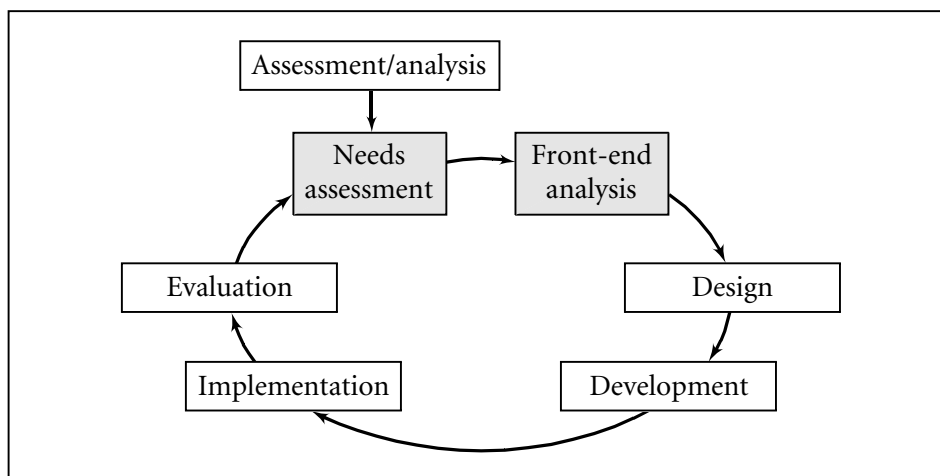 Assessment/analysis
Needs
assessment
Front-end
analysis
Evaluation
Design
Implementation
Development